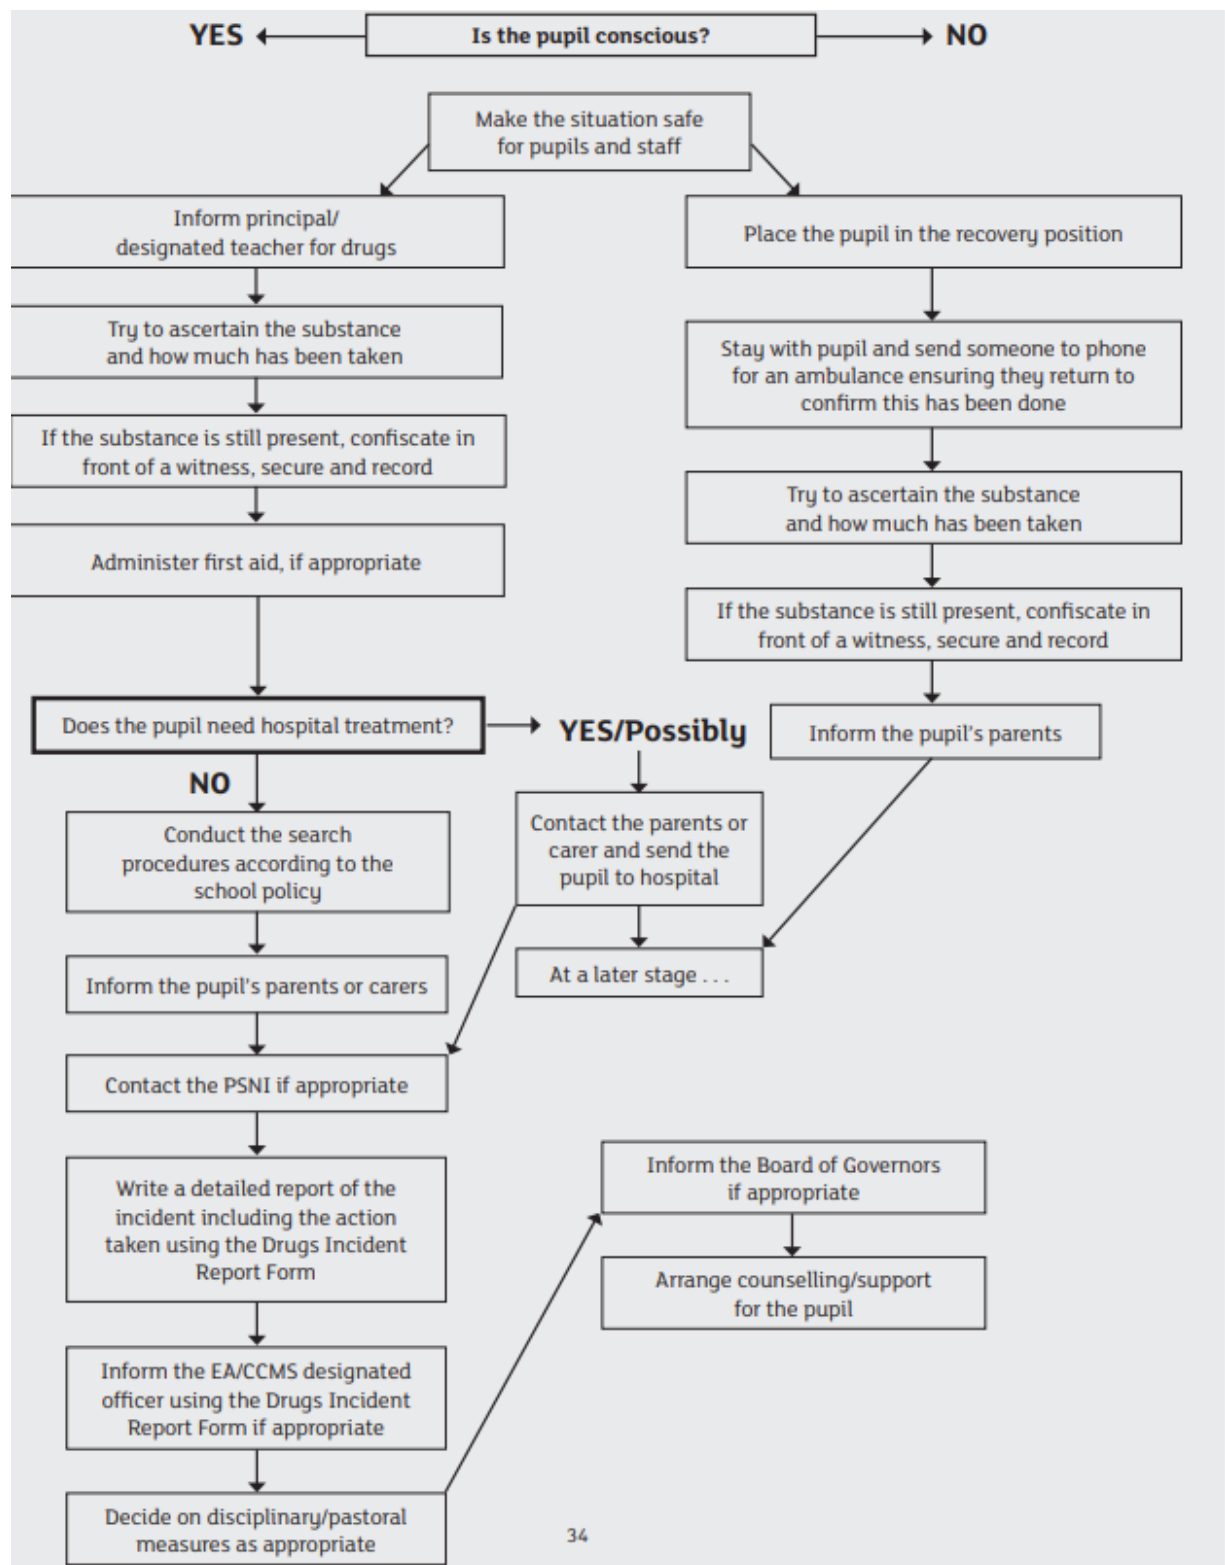 YES
Is the pupil conscious?
NO
Make the situation safe
for pupils and staff
Inform principal/
designated teacher for drugs
Try to ascertain the substance
and how much has been taken
If the substance is still present, confiscate in
front of a witness, secure and record
Administer first aid, if appropriate
Place the pupil in the recovery position
Stay with pupil and send someone to phone
for an ambulance ensuring they return to
confirm this has been done
Try to ascertain the substance
and how much has been taken
If the substance is still present, confiscate in
front of a witness, secure and record
Inform the pupil's parents
Does the pupil need hospital treatment?
YES/Possibly
NO
Contact the parents or
carer and send the
pupil to hospital
At a later stage . . .
Conduct the search
procedures according to the
school policy
Inform the pupil's parents or carers
Contact the PSNI if appropriate
Write a detailed report of the
incident including the action
taken using the Drugs Incident
Report Form
Inform the EA/CCMS designated
officer using the Drugs Incident
Report Form if appropriate
Decide on disciplinary/pastoral
measures as appropriate
Inform the Board of Governors
if appropriate
Arrange counselling/support
for the pupil
34